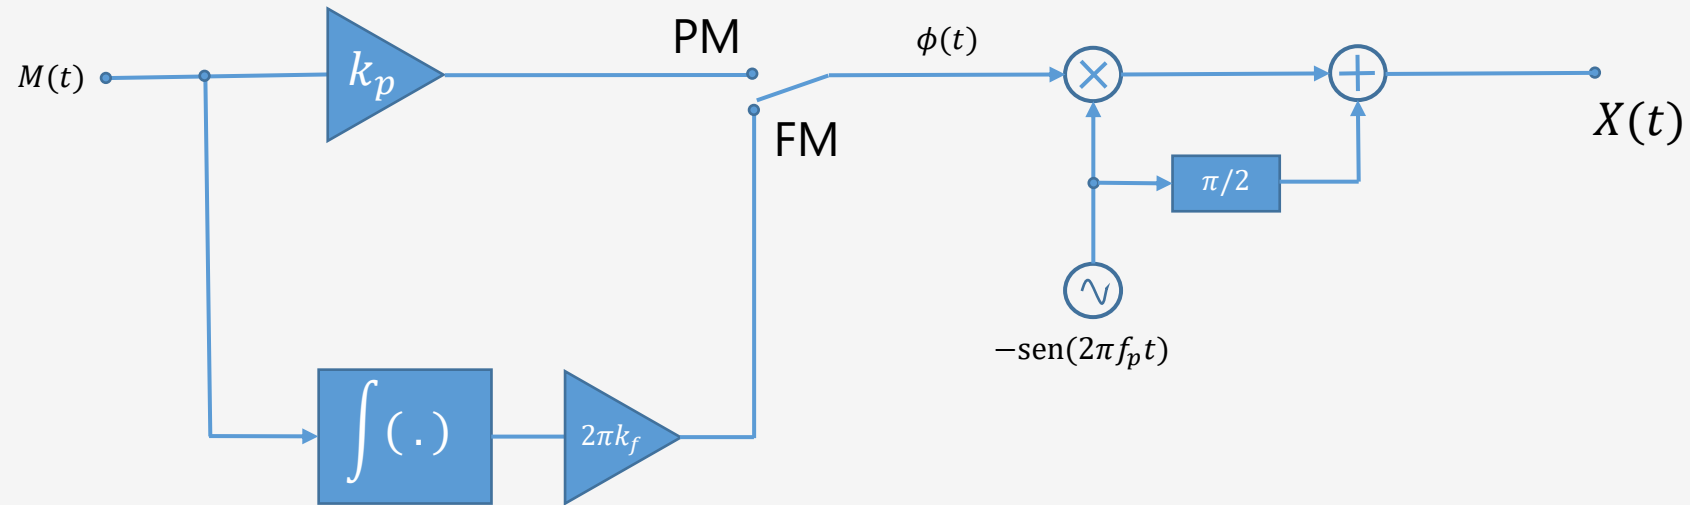 M(t)
k_p
PM
FM
ϕ(t)
X(t)
π/2
−sen(2πf_pt)
∫(.)
2πk_f